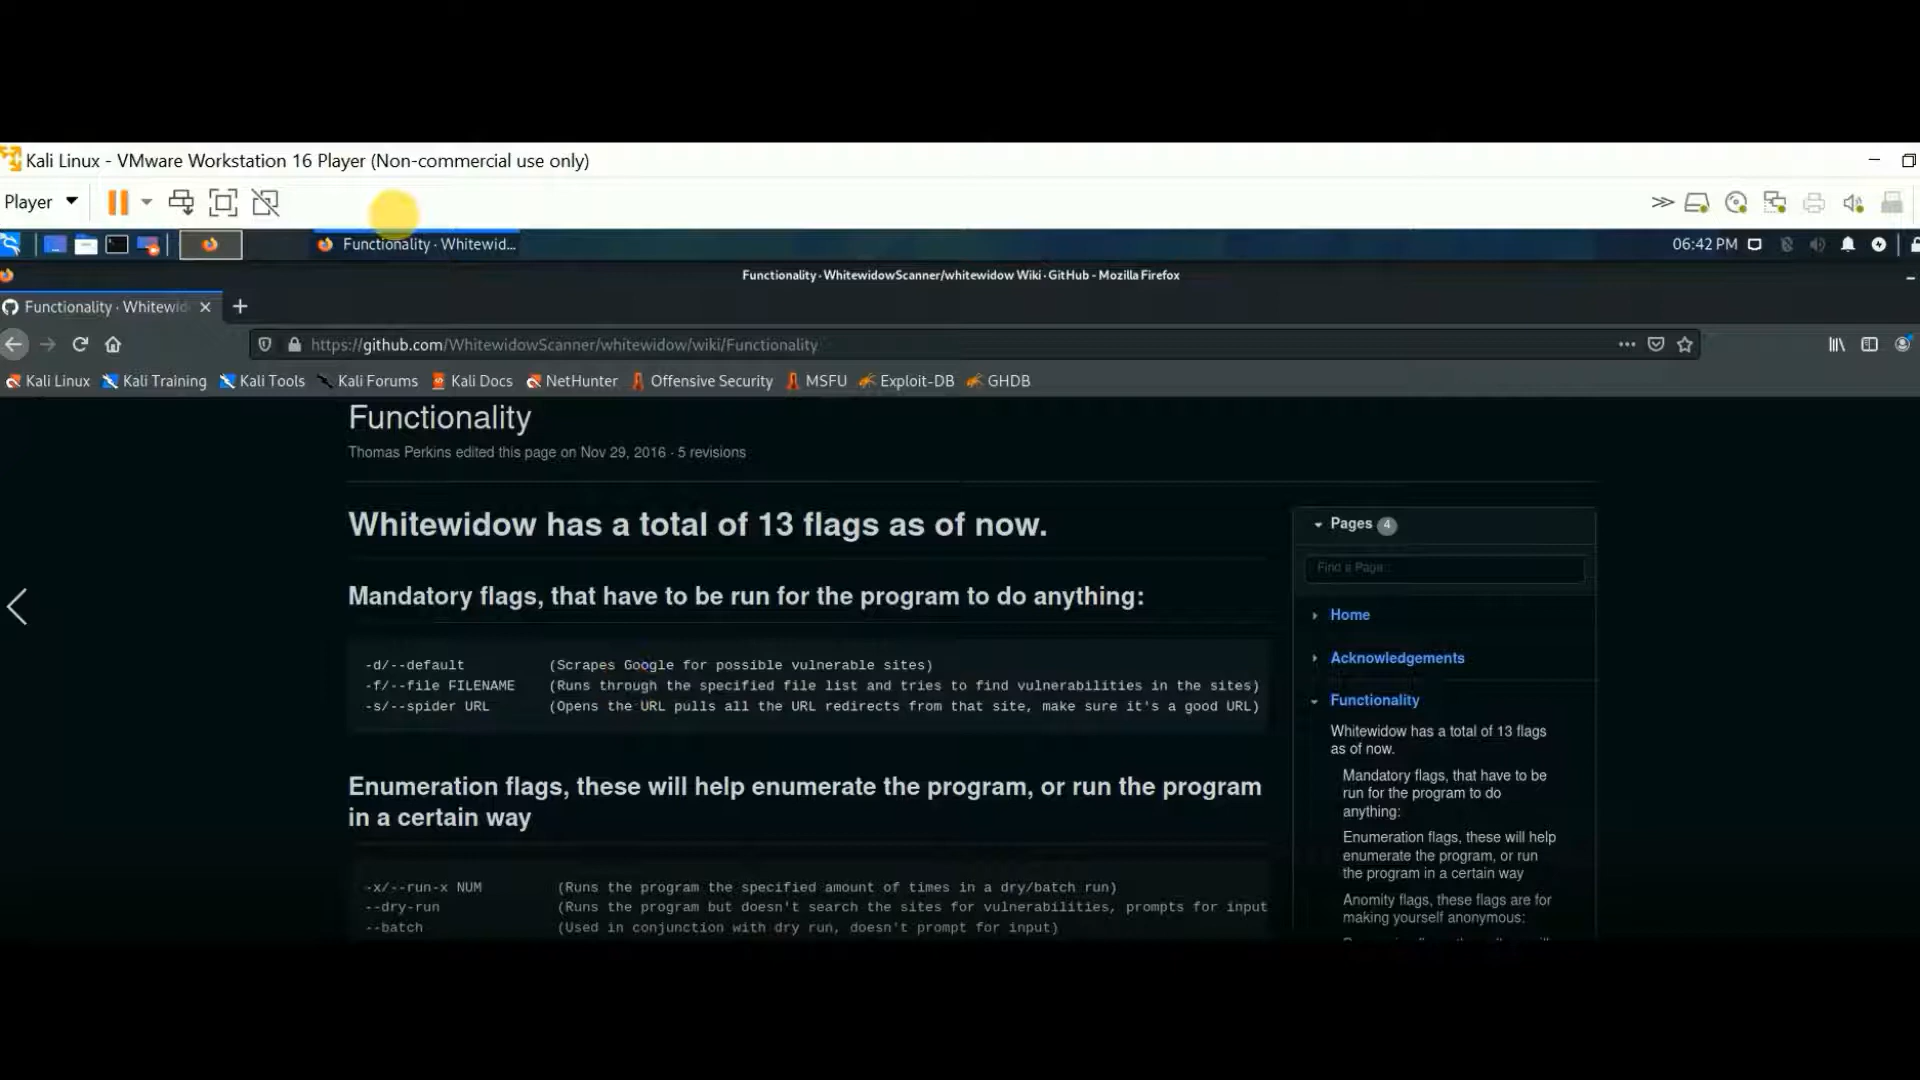 Kali Linux - VMware Workstation 16 Player (Non-commercial use only)
Player
Functionality · Whitewid...
06:42 PM
Functionality · WhitewidowScanner/whitewidow Wiki · GitHub - Mozilla Firefox
Functionality · Whitewid
https://github.com/WhitewidowScanner/whitewidow/wiki/Functionality
Kali Linux Kali Training Kali Tools Kali Forums Kali Docs NetHunter Offensive Security MSFU Exploit-DB GHDB
Functionality
Thomas Perkins edited this page on Nov 29, 2016 · 5 revisions
Whitewidow has a total of 13 flags as of now.
Mandatory flags, that have to be run for the program to do anything:
-d/--default (Scrapes Google for possible vulnerable sites)
-f/--file FILENAME (Runs through the specified file list and tries to find vulnerabilities in the sites)
-s/--spider URL (Opens the URL pulls all the URL redirects from that site, make sure it's a good URL)
Enumeration flags, these will help enumerate the program, or run the program
in a certain way
-x/--run-x NUM (Runs the program the specified amount of times in a dry/batch run)
--dry-run (Runs the program but doesn't search the sites for vulnerabilities, prompts for input
--batch (Used in conjunction with dry run, doesn't prompt for input)
Pages 4
Find a Page...
Home
Acknowledgements
Functionality
Whitewidow has a total of 13 flags
as of now.
Mandatory flags, that have to be
run for the program to do
anything:
Enumeration flags, these will help
enumerate the program, or run
the program in a certain way
Anomity flags, these flags are for
making yourself anonymous: